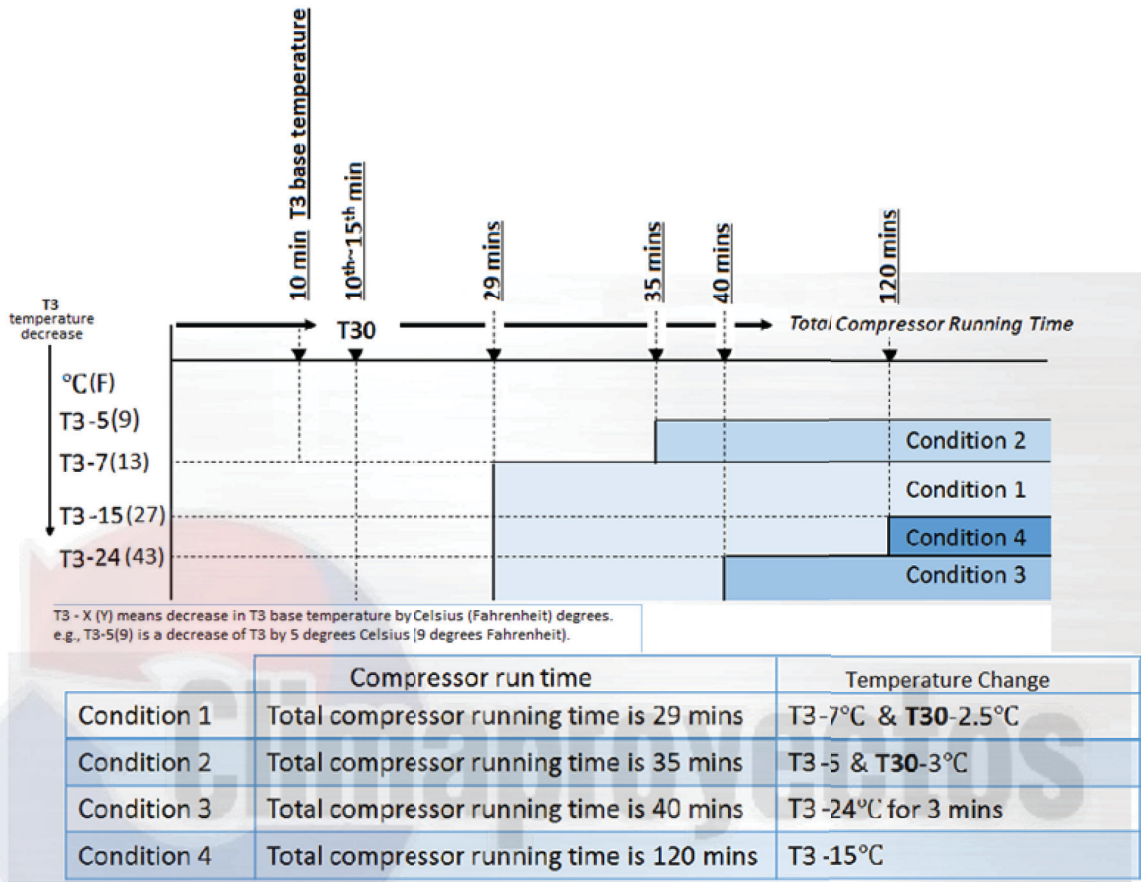 10 min T3 base temperature
10th~15th min
29 mins
35 mins
40 mins
120 mins
T3
temperature
decrease
T30
Total Compressor Running Time
°C(F)
T3-5(9)
T3-7(13)
T3-15(27)
T3-24(43)
Condition 2
Condition 1
Condition 4
Condition 3
T3 - X (Y) means decrease in T3 base temperature by Celsius (Fahrenheit) degrees.
e.g., T3-5(9) is a decrease of T3 by 5 degrees Celsius (9 degrees Fahrenheit).
Compressor run time Temperature Change
Condition 1 Total compressor running time is 29 mins T3-7°C & T30-2.5°C
Condition 2 Total compressor running time is 35 mins T3-5 & T30-3°C
Condition 3 Total compressor running time is 40 mins T3-24°C for 3 mins
Condition 4 Total compressor running time is 120 mins T3-15°C
Climaproyectos